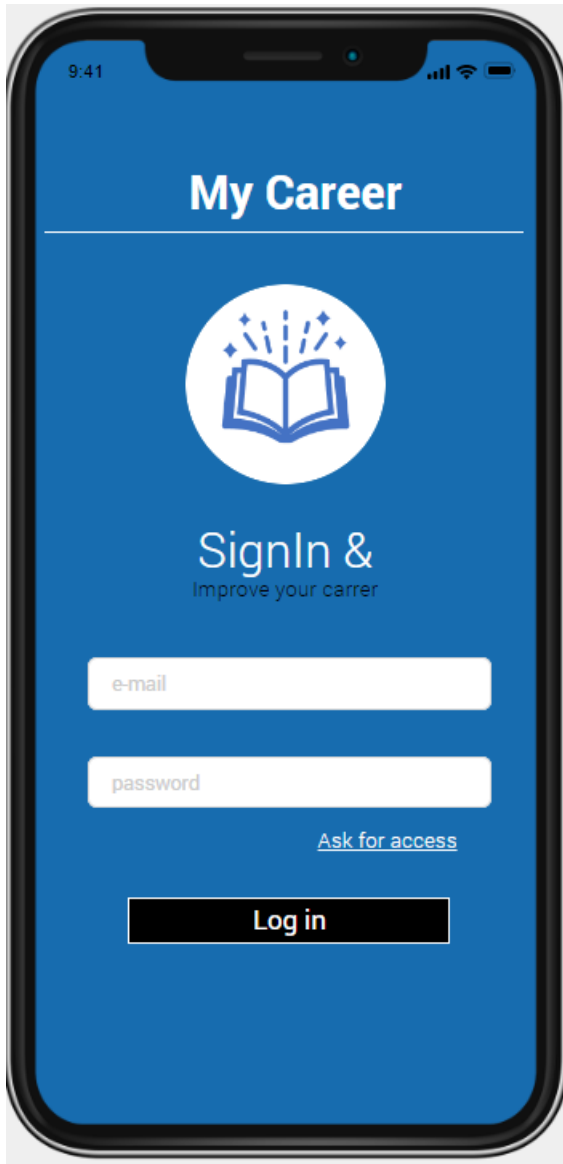 9:41
My Career
SignIn &
Improve your carrer
e-mail
password
Ask for access
Log in